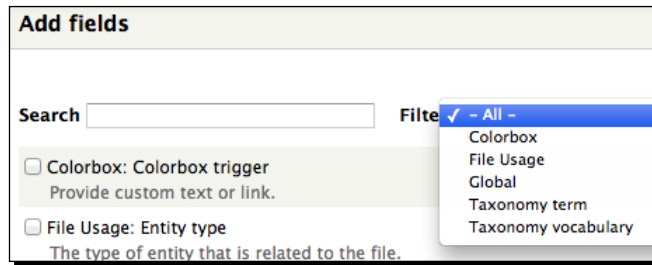 Add fields
Search Filte ✓ – All –
Colorbox
File Usage
Global
Taxonomy term
Taxonomy vocabulary
Colorbox: Colorbox trigger
Provide custom text or link.
File Usage: Entity type
The type of entity that is related to the file.